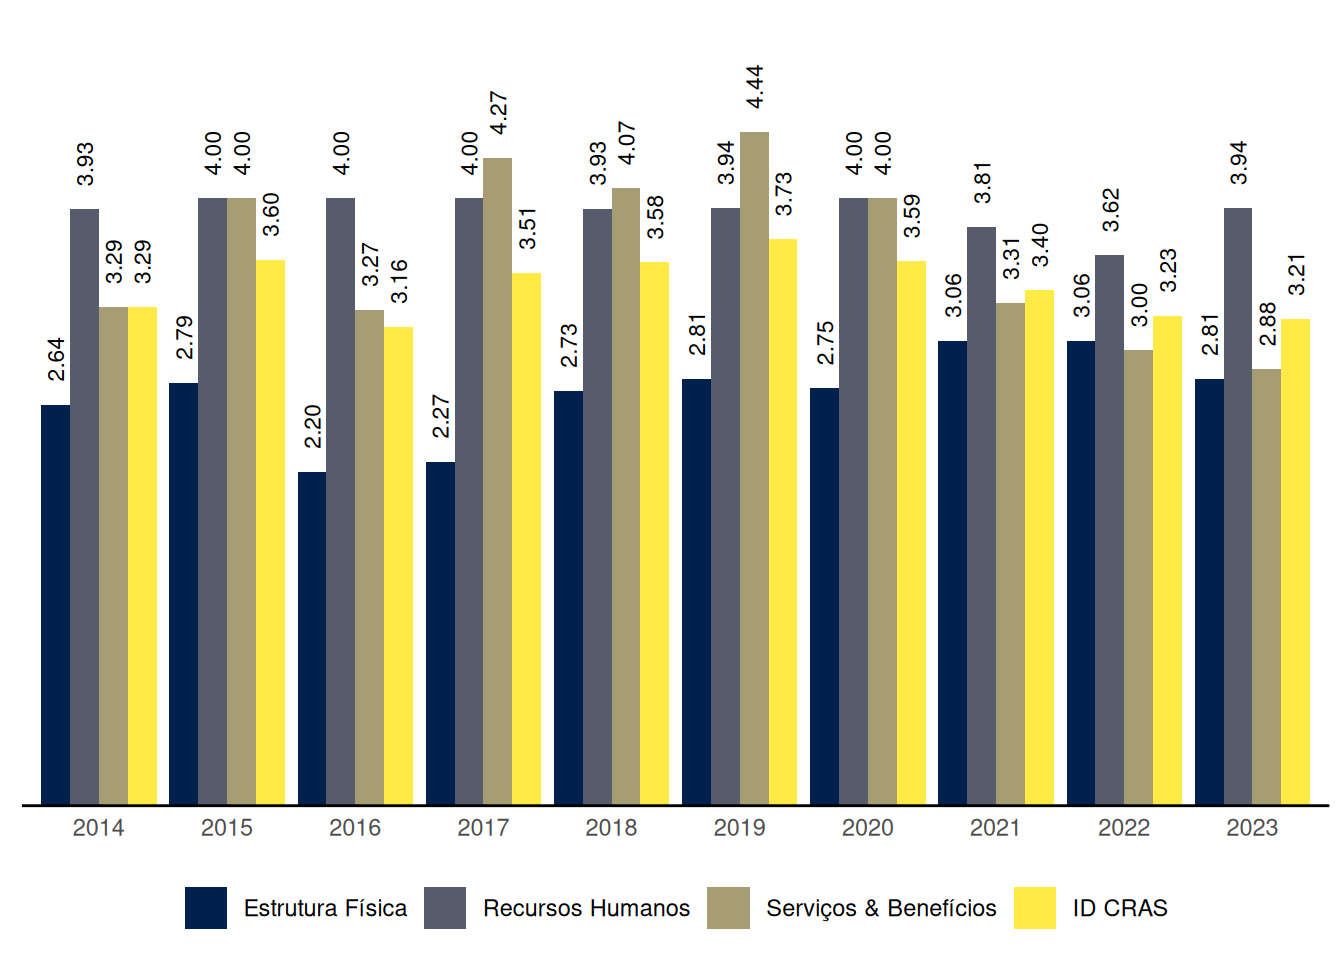 2.64 3.93 3.29 3.29
2.79 4.00 4.00 3.60
2.20 4.00 3.27 3.16
2.27 4.00 4.27 3.51
2.73 3.93 4.07 3.58
2.81 3.94 4.44 3.73
2.75 4.00 4.00 3.59
3.06 3.81 3.31 3.40
3.06 3.62 3.00 3.23
2.81 3.94 2.88 3.21
2014 2015 2016 2017 2018 2019 2020 2021 2022 2023
Estrutura Física Recursos Humanos Serviços & Benefícios ID CRAS